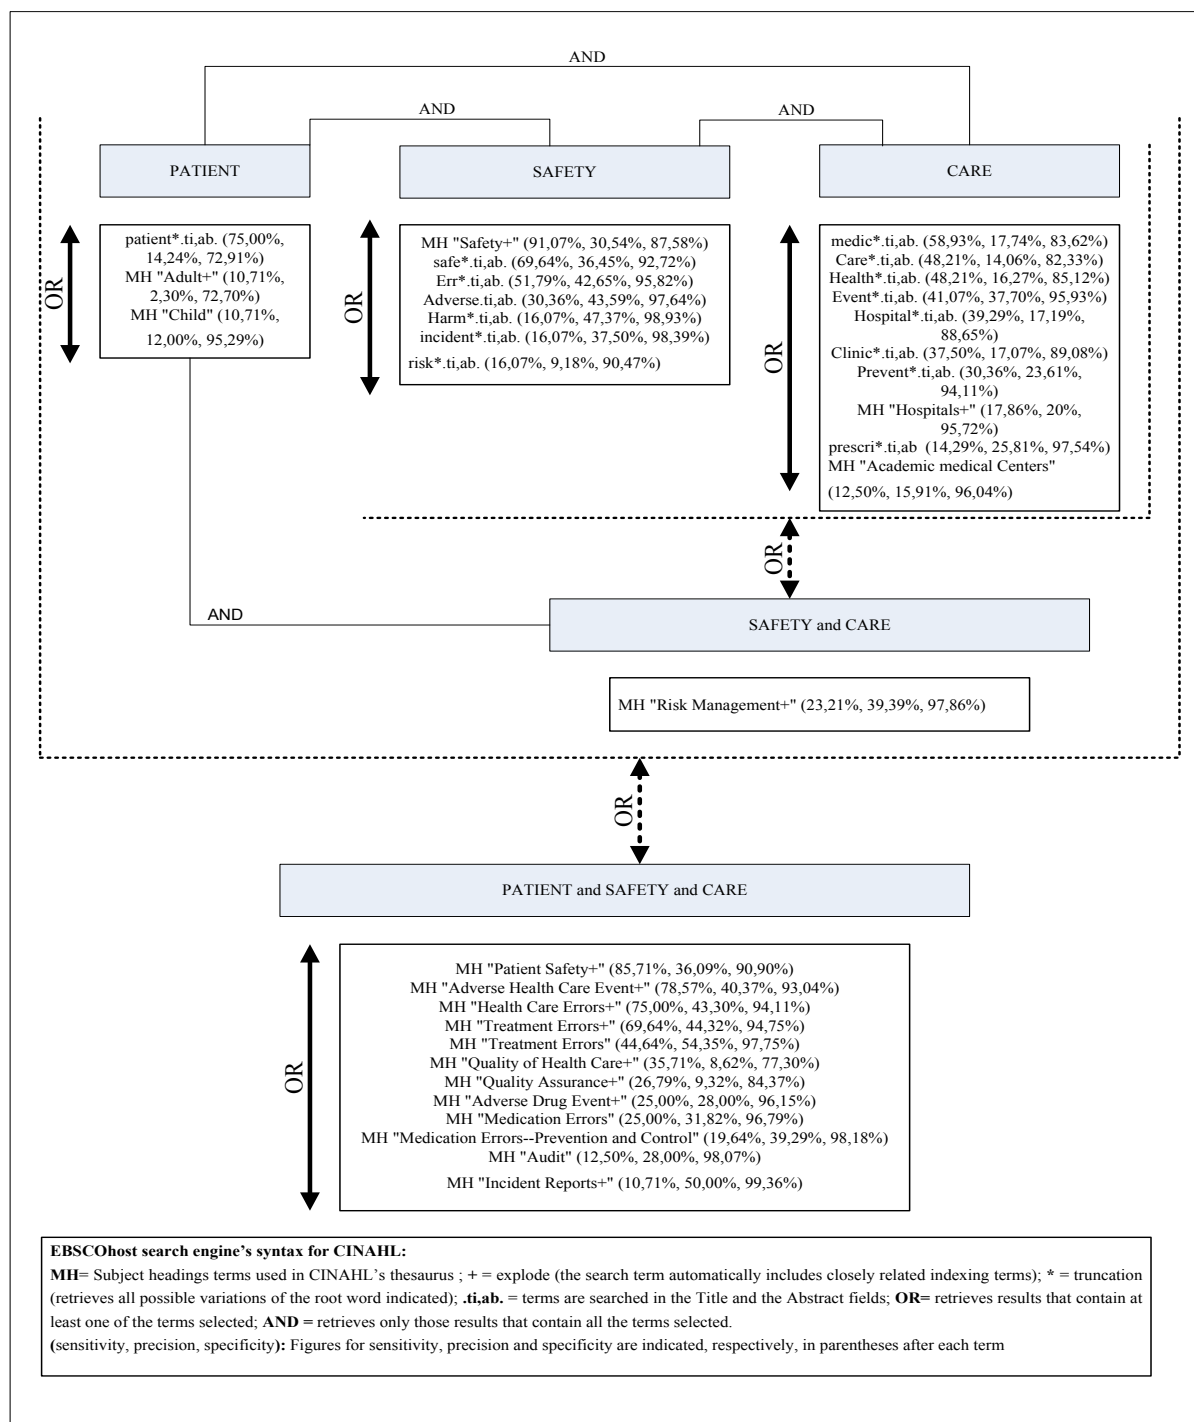 AND
AND
AND
PATIENT
SAFETY
CARE
OR
patient*.ti,ab. (75,00%,
14,24%, 72,91%)
MH "Adult+" (10,71%,
2,30%, 72,70%)
MH "Child" (10,71%,
12,00%, 95,29%)
OR
MH "Safety+" (91,07%, 30,54%, 87,58%)
safe*.ti,ab. (69,64%, 36,45%, 92,72%)
Err*.ti,ab. (51,79%, 42,65%, 95,82%)
Adverse.ti,ab. (30,36%, 43,59%, 97,64%)
Harm*.ti,ab. (16,07%, 47,37%, 98,93%)
incident*.ti,ab. (16,07%, 37,50%, 98,39%)
risk*.ti,ab. (16,07%, 9,18%, 90,47%)
OR
medic*.ti,ab. (58,93%, 17,74%, 83,62%)
Care*.ti,ab. (48,21%, 14,06%, 82,33%)
Health*.ti,ab. (48,21%, 16,27%, 85,12%)
Event*.ti,ab. (41,07%, 37,70%, 95,93%)
Hospital*.ti,ab. (39,29%, 17,19%,
88,65%)
Clinic*.ti,ab. (37,50%, 17,07%, 89,08%)
Prevent*.ti,ab. (30,36%, 23,61%,
94,11%)
MH "Hospitals+" (17,86%, 20%,
95,72%)
prescri*.ti,ab (14,29%, 25,81%, 97,54%)
MH "Academic medical Centers"
(12,50%, 15,91%, 96,04%)
OR
AND
SAFETY and CARE
MH "Risk Management+" (23,21%, 39,39%, 97,86%)
OR
PATIENT and SAFETY and CARE
OR
MH "Patient Safety+" (85,71%, 36,09%, 90,90%)
MH "Adverse Health Care Event+" (78,57%, 40,37%, 93,04%)
MH "Health Care Errors+" (75,00%, 43,30%, 94,11%)
MH "Treatment Errors+" (69,64%, 44,32%, 94,75%)
MH "Treatment Errors" (44,64%, 54,35%, 97,75%)
MH "Quality of Health Care+" (35,71%, 8,62%, 77,30%)
MH "Quality Assurance+" (26,79%, 9,32%, 84,37%)
MH "Adverse Drug Event+" (25,00%, 28,00%, 96,15%)
MH "Medication Errors" (25,00%, 31,82%, 96,79%)
MH "Medication Errors--Prevention and Control" (19,64%, 39,29%, 98,18%)
MH "Audit" (12,50%, 28,00%, 98,07%)
MH "Incident Reports+" (10,71%, 50,00%, 99,36%)
EBSCOhost search engine's syntax for CINAHL:
MH= Subject headings terms used in CINAHL's thesaurus ; + = explode (the search term automatically includes closely related indexing terms); * = truncation
(retrieves all possible variations of the root word indicated); .ti,ab. = terms are searched in the Title and the Abstract fields; OR= retrieves results that contain at
least one of the terms selected; AND = retrieves only those results that contain all the terms selected.
(sensitivity, precision, specificity): Figures for sensitivity, precision and specificity are indicated, respectively, in parentheses after each term